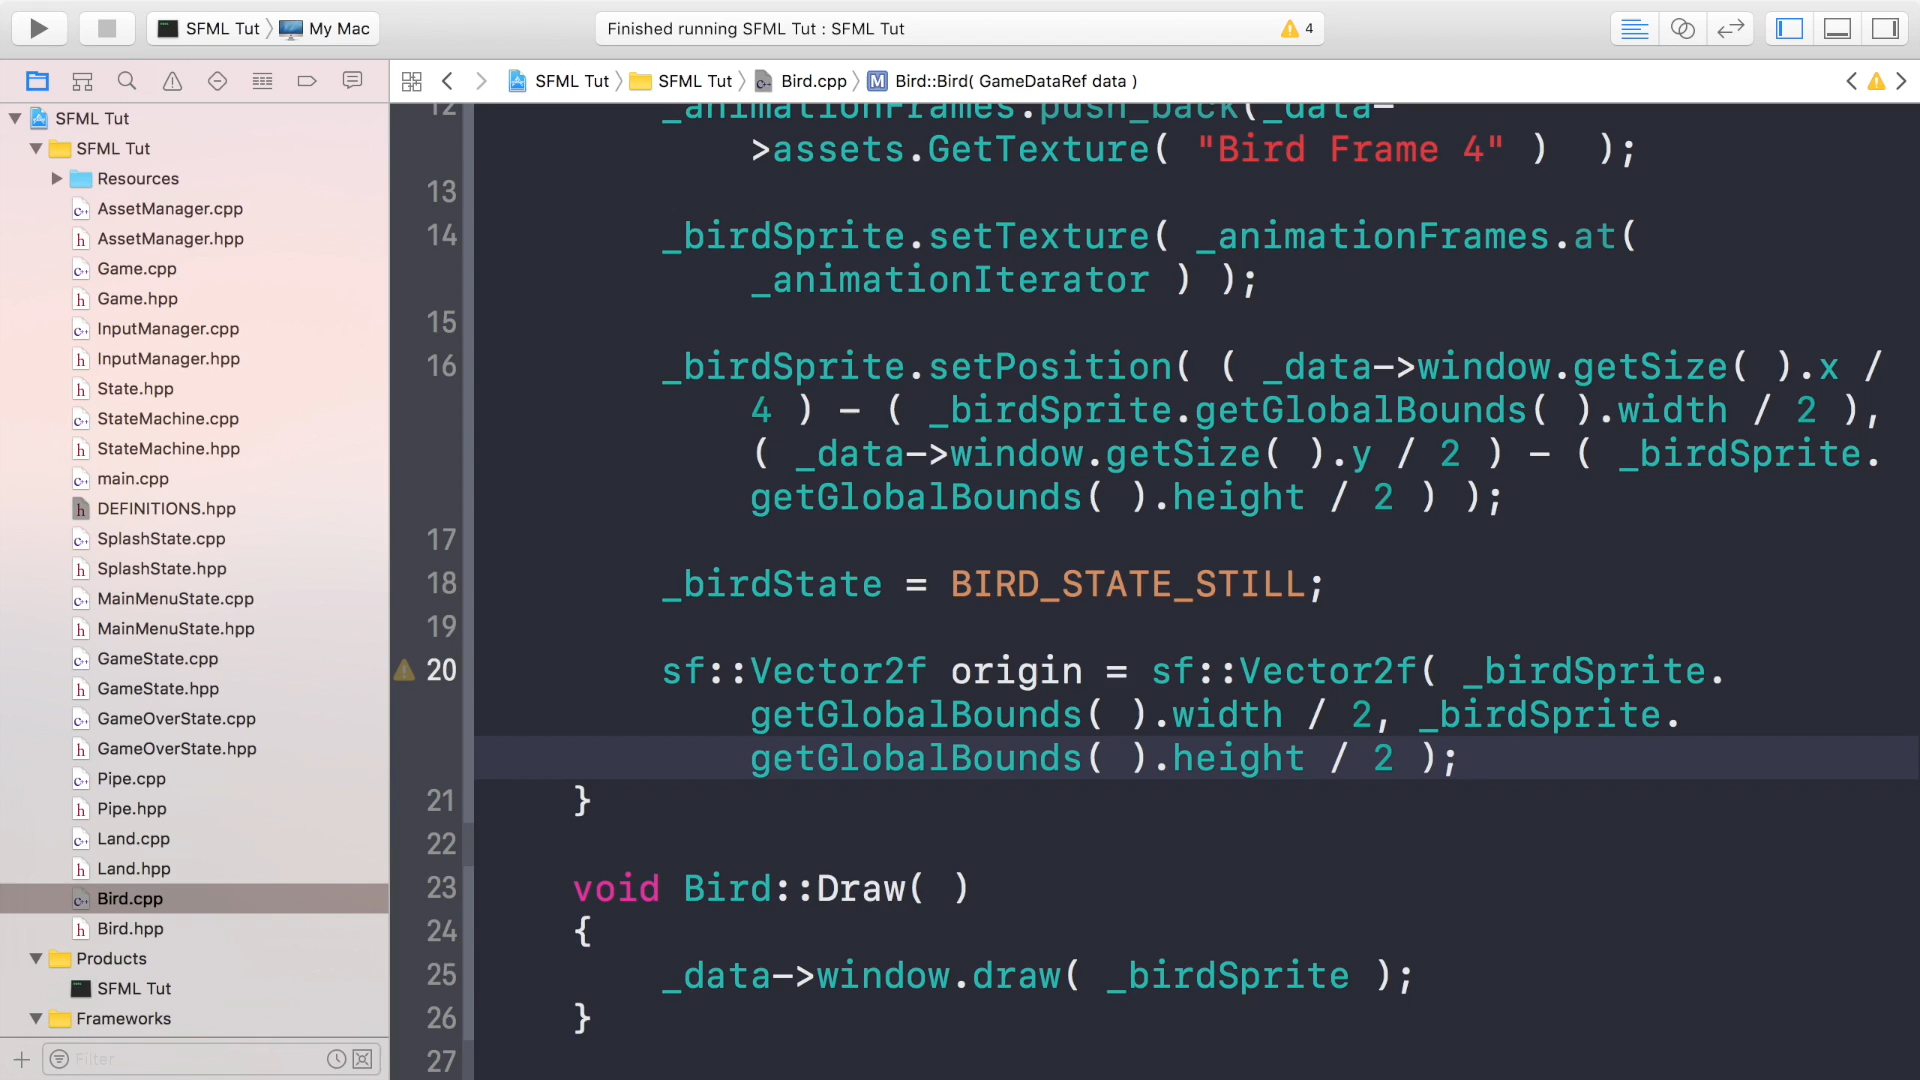 SFML Tut My Mac
Finished running SFML Tut : SFML Tut 4
SFML Tut SFML Tut Bird.cpp M Bird::Bird( GameDataRef data )
SFML Tut
SFML Tut
Resources
AssetManager.cpp
AssetManager.hpp
Game.cpp
Game.hpp
InputManager.cpp
InputManager.hpp
State.hpp
StateMachine.cpp
StateMachine.hpp
main.cpp
DEFINITIONS.hpp
SplashState.cpp
SplashState.hpp
MainMenuState.cpp
MainMenuState.hpp
GameState.cpp
GameState.hpp
GameOverState.cpp
GameOverState.hpp
Pipe.cpp
Pipe.hpp
Land.cpp
Land.hpp
Bird.cpp
Bird.hpp
Products
SFML Tut
Frameworks
Filter
12 _animationFrames.push_back(_data-
>assets.GetTexture( "Bird Frame 4" )  );
13
14 _birdSprite.setTexture( _animationFrames.at(
_animationIterator ) );
15
16 _birdSprite.setPosition( ( _data->window.getSize( ).x /
4 ) - ( _birdSprite.getGlobalBounds( ).width / 2 ),
( _data->window.getSize( ).y / 2 ) - ( _birdSprite.
getGlobalBounds( ).height / 2 ) );
17
18 _birdState = BIRD_STATE_STILL;
19
20 sf::Vector2f origin = sf::Vector2f( _birdSprite.
getGlobalBounds( ).width / 2, _birdSprite.
getGlobalBounds( ).height / 2 );
21 }
22
23 void Bird::Draw( )
24 {
25 _data->window.draw( _birdSprite );
26 }
27